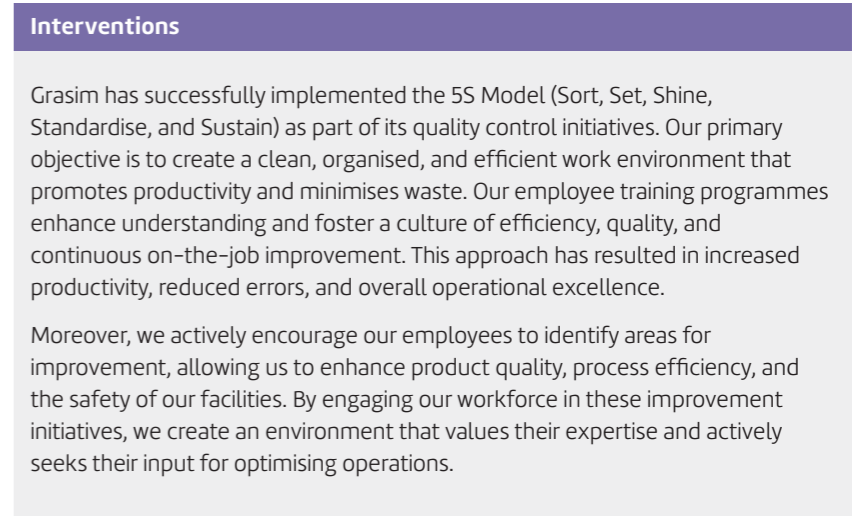 Interventions
Grasim has successfully implemented the 5S Model (Sort, Set, Shine,
Standardise, and Sustain) as part of its quality control initiatives. Our primary
objective is to create a clean, organised, and efficient work environment that
promotes productivity and minimises waste. Our employee training programmes
enhance understanding and foster a culture of efficiency, quality, and
continuous on-the-job improvement. This approach has resulted in increased
productivity, reduced errors, and overall operational excellence.
Moreover, we actively encourage our employees to identify areas for
improvement, allowing us to enhance product quality, process efficiency, and
the safety of our facilities. By engaging our workforce in these improvement
initiatives, we create an environment that values their expertise and actively
seeks their input for optimising operations.